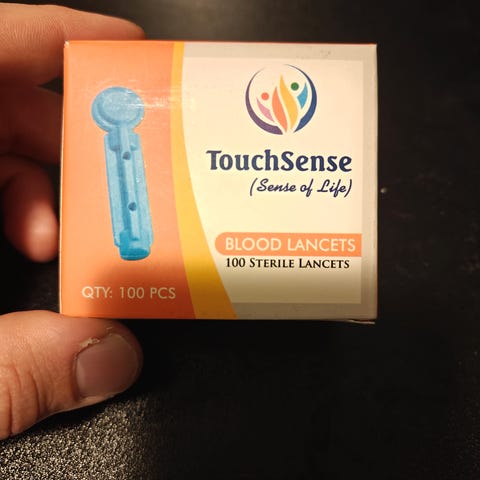 TouchSense
(Sense of Life)
BLOOD LANCETS
100 STERILE LANCETS
QTY: 100 PCS